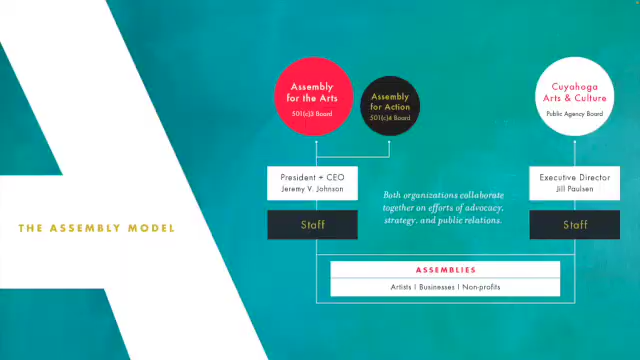 THE ASSEMBLY MODEL
Assembly
for the Arts
501(c)3 Board
Assembly
for Action
501(c)4 Board
Cuyahoga
Arts & Culture
Public Agency Board
President + CEO
Jeremy V. Johnson
Staff
Both organizations collaborate
together on efforts of advocacy,
strategy, and public relations.
Executive Director
Jill Paulsen
Staff
ASSEMBLIES
Artists | Businesses | Non-profits